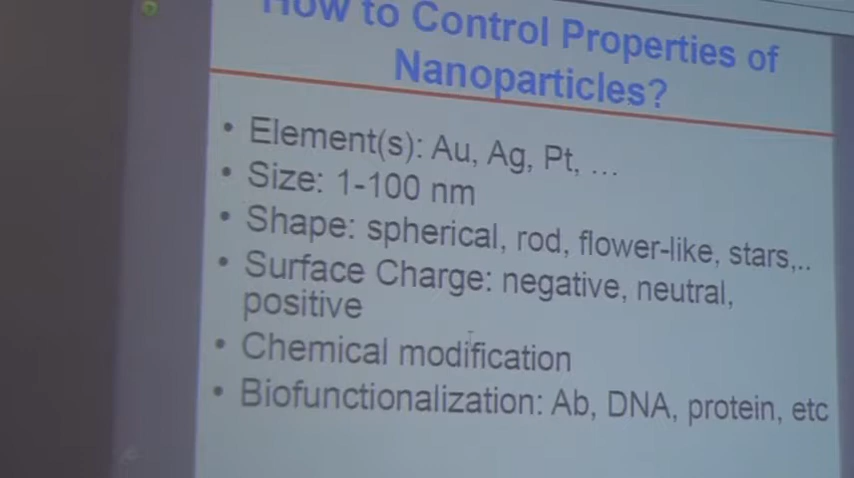 How to Control Properties of
Nanoparticles?
• Element(s): Au, Ag, Pt, ...
• Size: 1-100 nm
• Shape: spherical, rod, flower-like, stars,..
• Surface Charge: negative, neutral,
positive
• Chemical modification
• Biofunctionalization: Ab, DNA, protein, etc